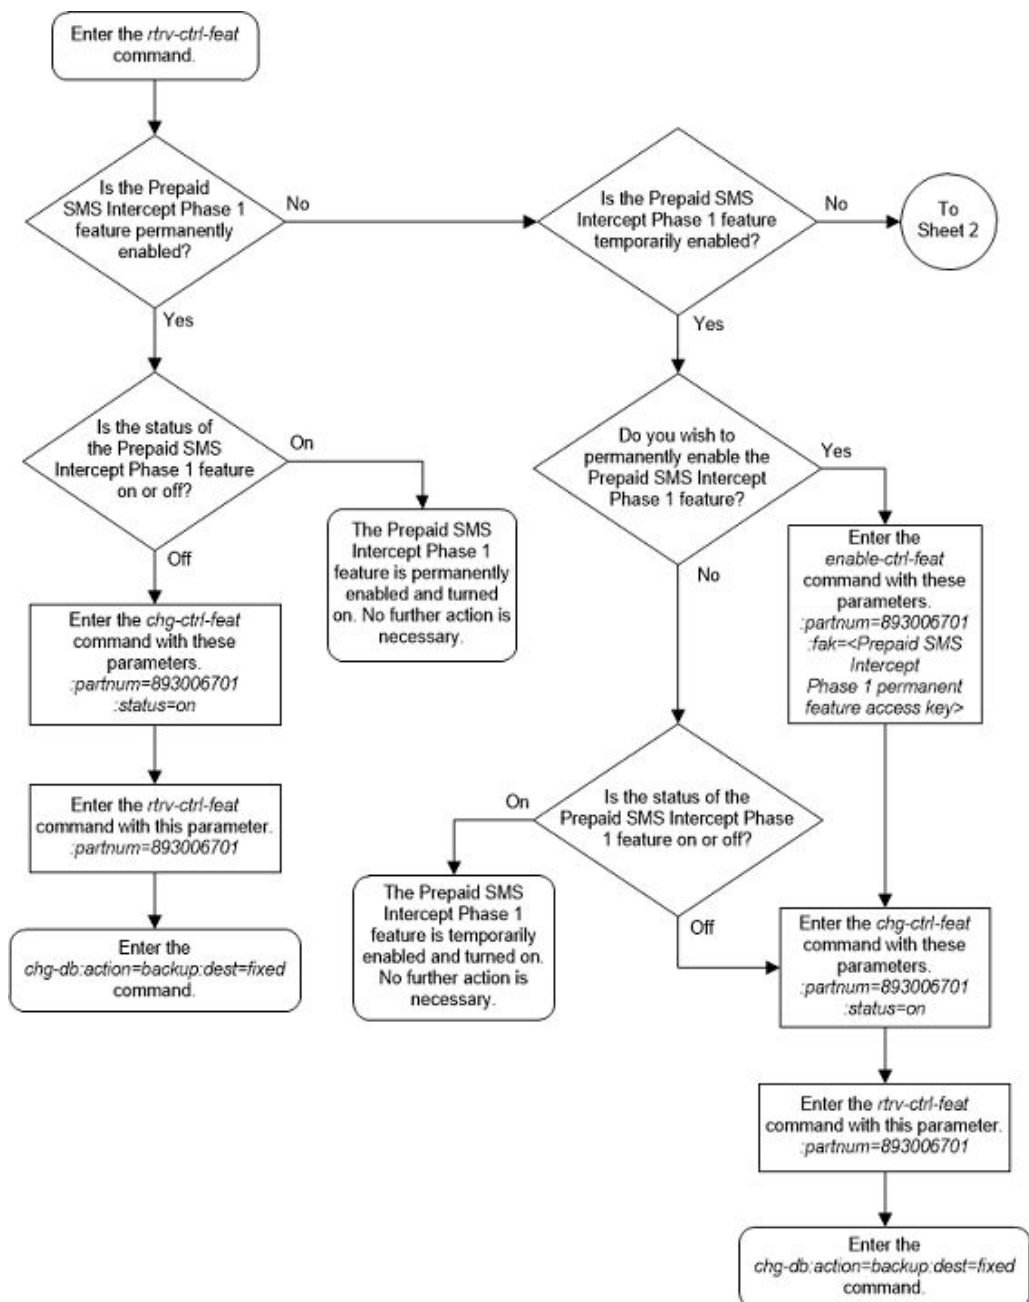 Enter the rtrv-ctrl-feat
command.
Is the Prepaid
SMS Intercept Phase 1
feature permanently
enabled?
No
Is the Prepaid SMS
Intercept Phase 1 feature
temporarily enabled?
No
To
Sheet 2
Yes
Yes
Is the status of
the Prepaid SMS
Intercept Phase 1 feature
on or off?
On
Off
The Prepaid SMS
Intercept Phase 1
feature is permanently
enabled and turned
on. No further action is
necessary.
Do you wish to
permanently enable the
Prepaid SMS Intercept
Phase 1 feature?
Yes
No
Enter the
enable-ctrl-feat
command with these
parameters.
:partnum=893006701
:fak=<Prepaid SMS
Intercept
Phase 1 permanent
feature access key>
Enter the chg-ctrl-feat
command with these
parameters.
:partnum=893006701
:status=on
Enter the rtrv-ctrl-feat
command with this parameter.
:partnum=893006701
Enter the
chg-db:action=backup:dest=fixed
command.
Is the status of the
Prepaid SMS Intercept Phase
1 feature on or off?
On
Off
The Prepaid SMS
Intercept Phase 1
feature is temporarily
enabled and turned on.
No further action is
necessary.
Enter the chg-ctrl-feat
command with these
parameters.
:partnum=893006701
:status=on
Enter the rtrv-ctrl-feat
command with this parameter.
:partnum=893006701
Enter the
chg-db:action=backup:dest=fixed
command.